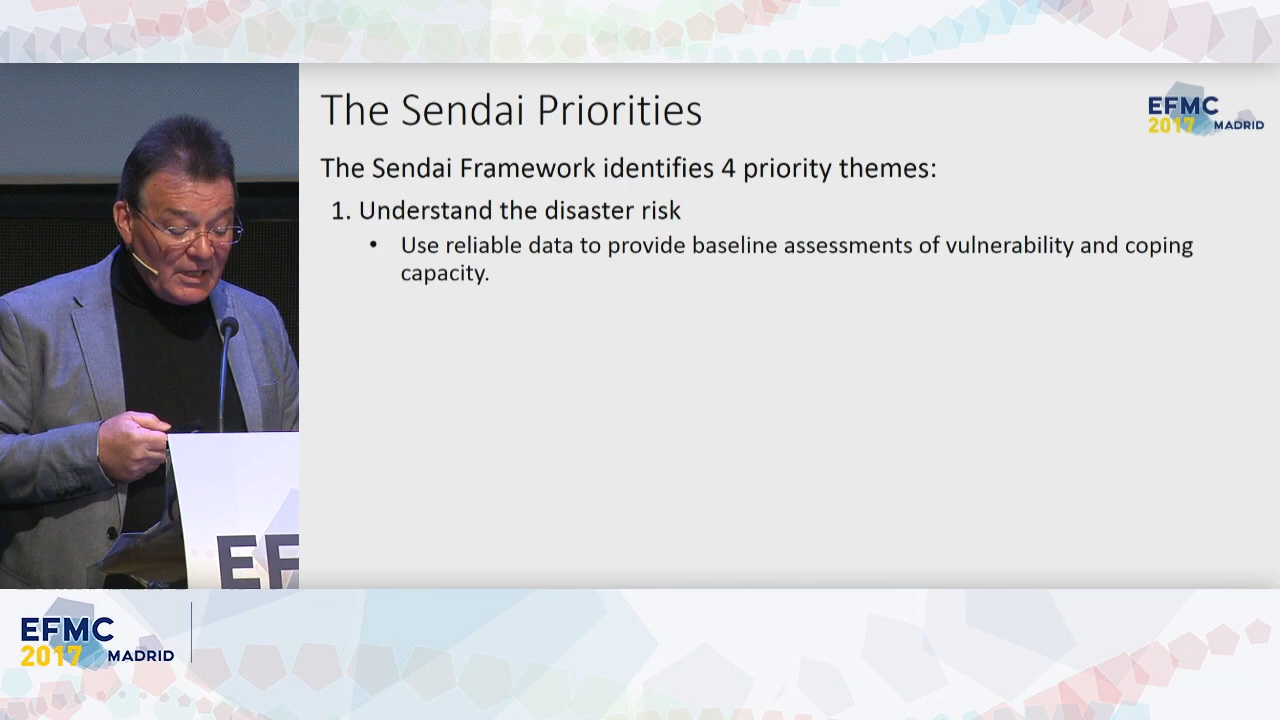 The Sendai Priorities
EFMC
2017 MADRID
The Sendai Framework identifies 4 priority themes:
1. Understand the disaster risk
• Use reliable data to provide baseline assessments of vulnerability and coping
capacity.
EF
EFMC
2017 MADRID